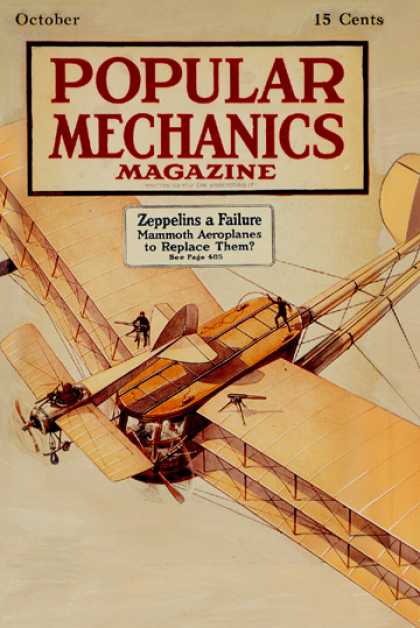 October 15 Cents
POPULAR
MECHANICS
MAGAZINE
Zeppelins a Failure
Mammoth Aeroplanes
to Replace Them?
See Page 485